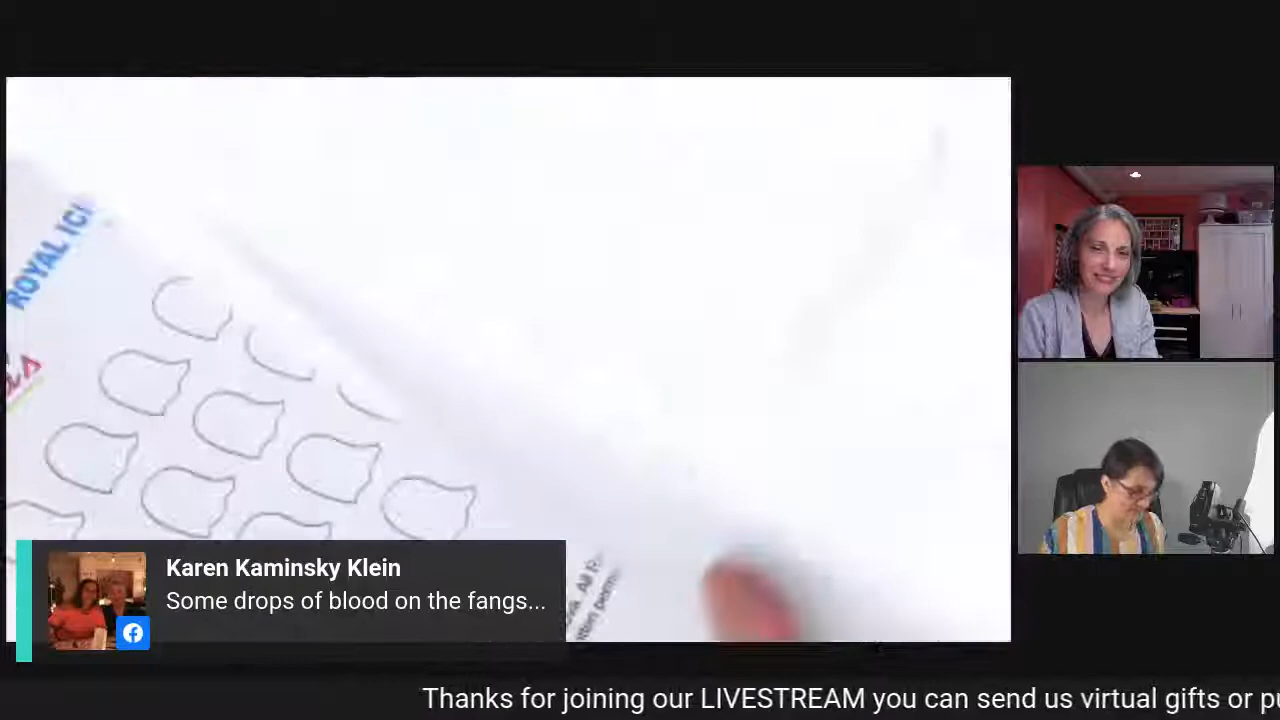 ROYAL ICI
Karen Kaminsky Klein
Some drops of blood on the fangs...
Thanks for joining our LIVESTREAM you can send us virtual gifts or pu